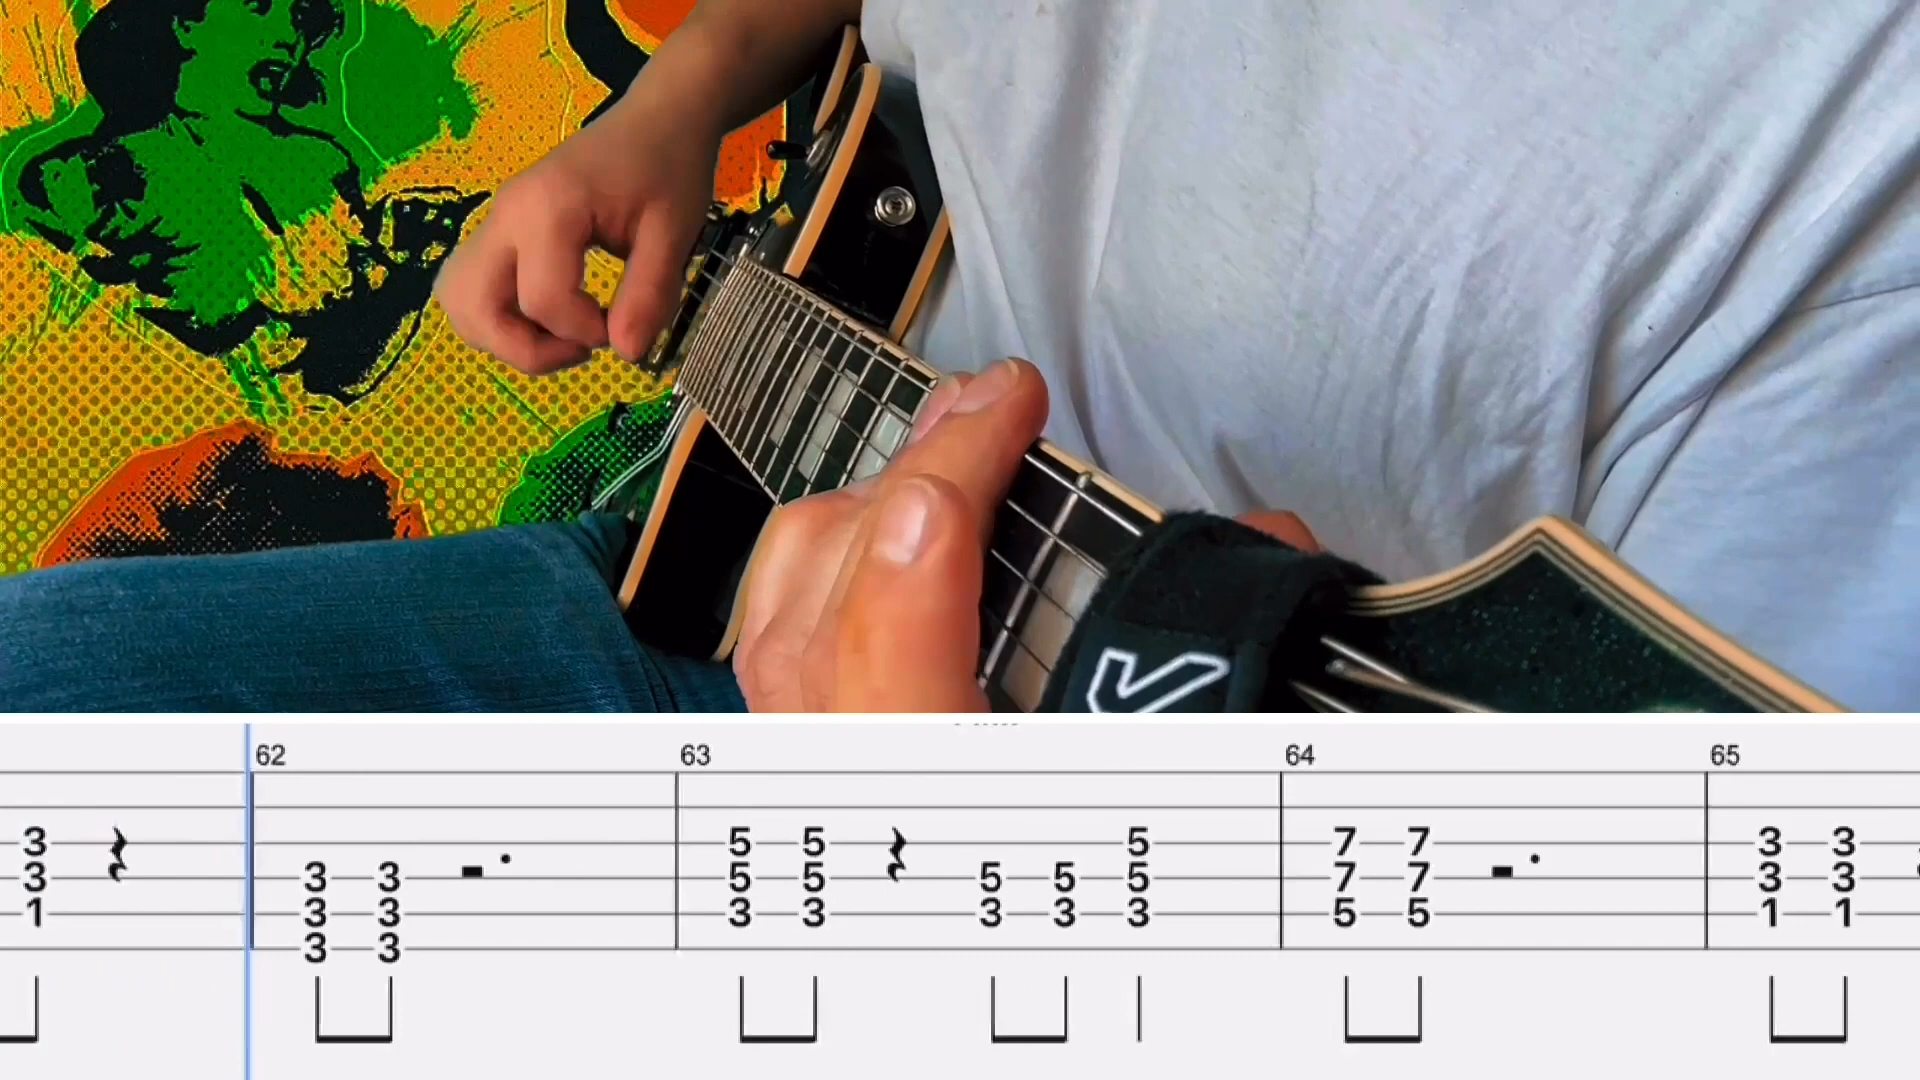 62 63 64 65
3 5 5 5 7 7 3 3
3 3 3 5 5 5 5 5 7 7 3 3
1 3 3 3 3 3 3 3 5 5 1 1
3 3